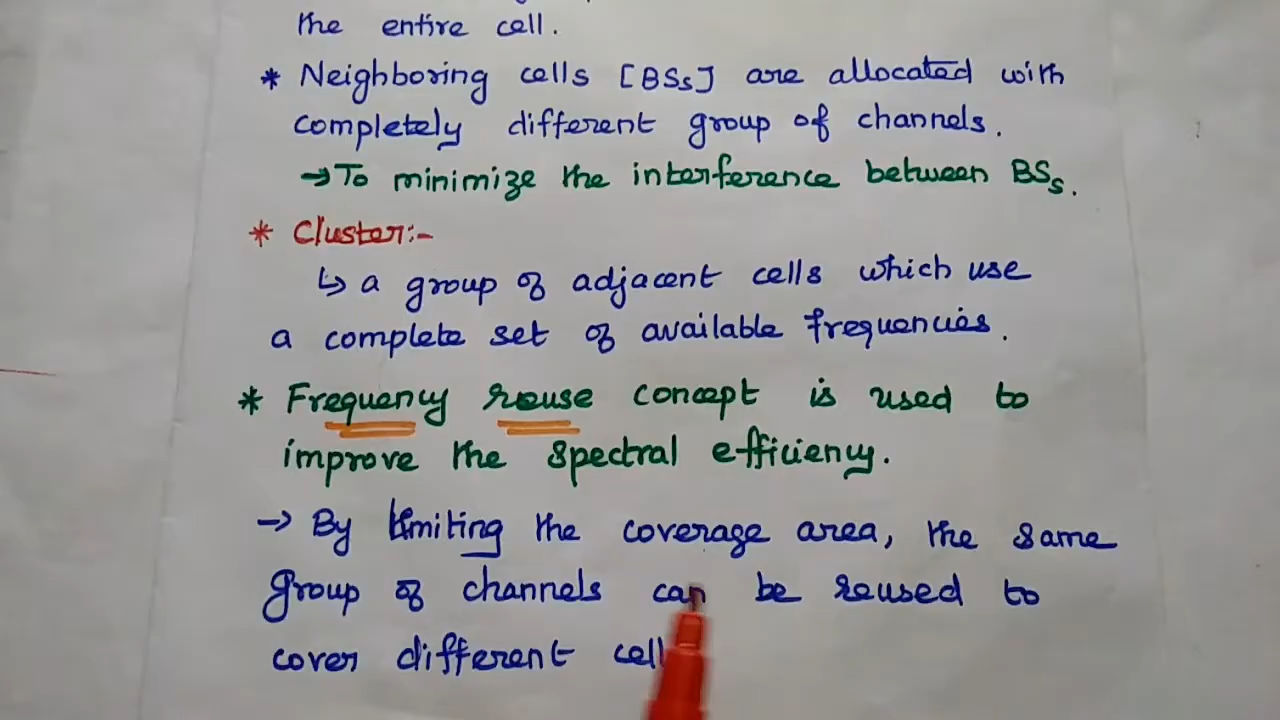 the entire cell.
* Neighboring cells [BSs] are allocated with
completely different group of channels.
→ To minimize the interference between BSs.
* Cluster:-
↳ a group of adjacent cells which use
a complete set of available frequencies.
* Frequency reuse concept is used to
improve the spectral efficiency.
→ By limiting the coverage area, the same
group of channels can be reused to
cover different cell